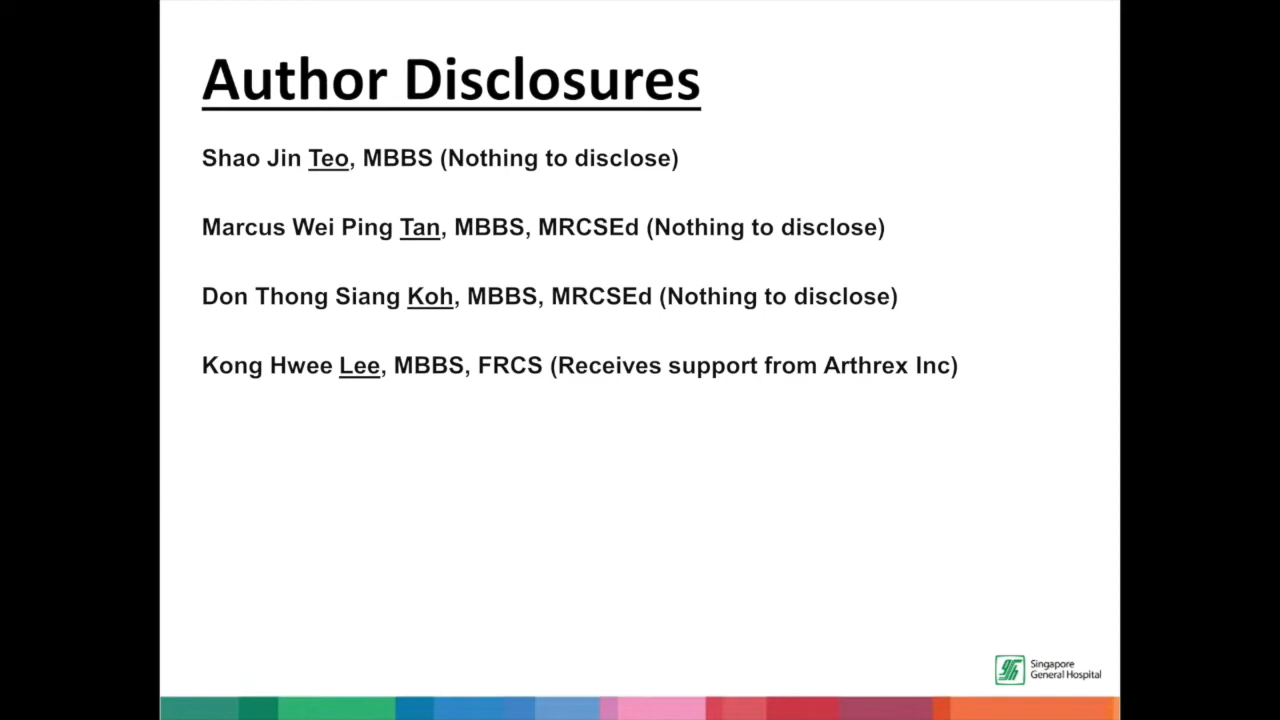 Author Disclosures
Shao Jin Teo, MBBS (Nothing to disclose)
Marcus Wei Ping Tan, MBBS, MRCSEd (Nothing to disclose)
Don Thong Siang Koh, MBBS, MRCSEd (Nothing to disclose)
Kong Hwee Lee, MBBS, FRCS (Receives support from Arthrex Inc)
Singapore
General Hospital